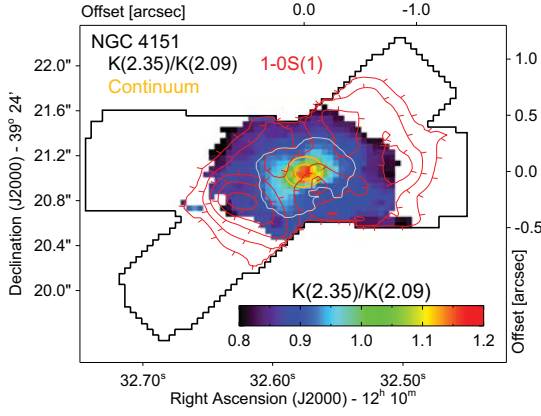 Offset [arcsec]
0.0 -1.0
NGC 4151
K(2.35)/K(2.09) 1-0S(1)
Continuum
22.0" 1.0
21.6" 0.5
21.2" 0.0
20.8" -0.5
20.4"
20.0"
Declination (J2000) - 39° 24'
Offset [arcsec]
K(2.35)/K(2.09)
0.8 0.9 1.0 1.1 1.2
32.70s 32.60s 32.50s
Right Ascension (J2000) - 12h 10m